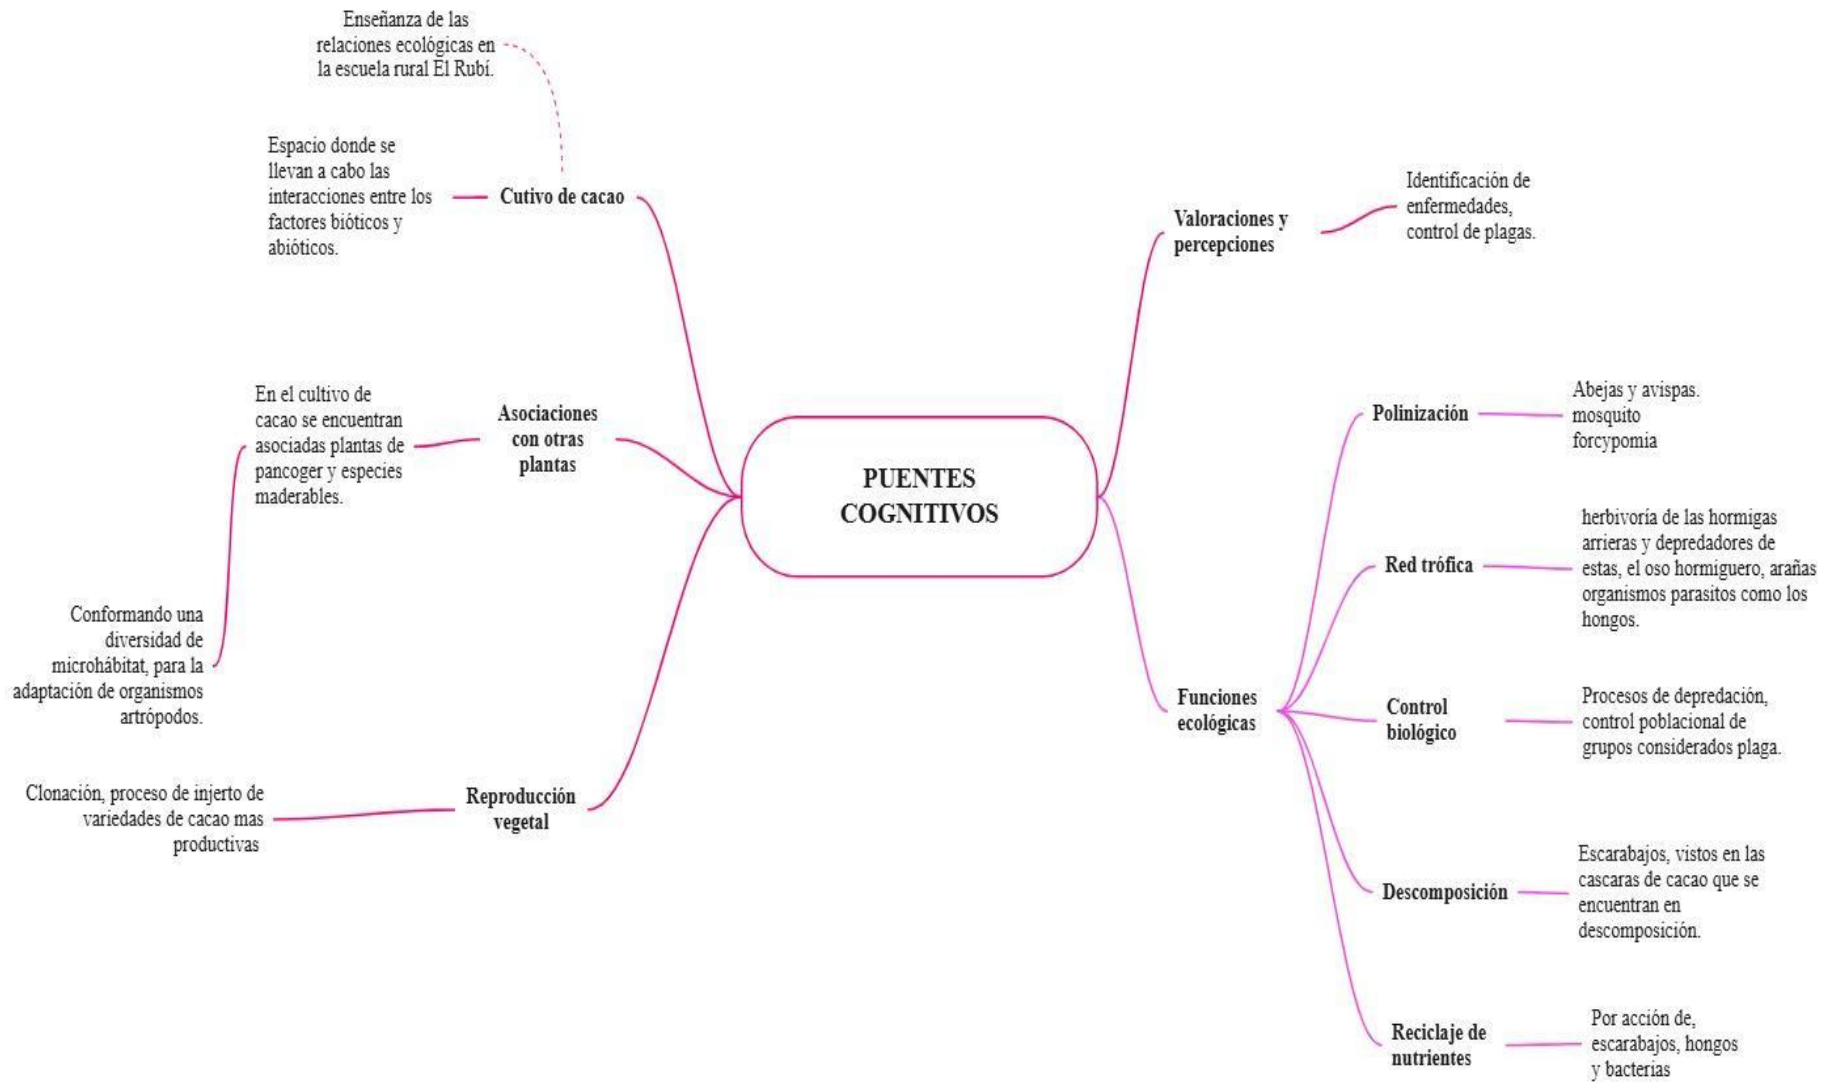 Enseñanza de las
relaciones ecológicas en
la escuela rural El Rubí.
Espacio donde se
llevan a cabo las
interacciones entre los
factores bióticos y
abióticos.
Cutivo de cacao
En el cultivo de
cacao se encuentran
asociadas plantas de
pancoger y especies
maderables.
Asociaciones
con otras
plantas
Conformando una
diversidad de
microhábitat, para la
adaptación de organismos
artrópodos.
Clonación, proceso de injerto de
variedades de cacao mas
productivas
Reproducción
vegetal
PUENTES
COGNITIVOS
Valoraciones y
percepciones
Identificación de
enfermedades,
control de plagas.
Funciones
ecológicas
Polinización
Abejas y avispas.
mosquito
forcypomia
Red trófica
herbivoría de las hormigas
arrieras y depredadores de
estas, el oso hormiguero, arañas
organismos parasitos como los
hongos.
Control
biológico
Procesos de depredación,
control poblacional de
grupos considerados plaga.
Descomposición
Escarabajos, vistos en las
cascaras de cacao que se
encuentran en
descomposición.
Reciclaje de
nutrientes
Por acción de,
escarabajos, hongos
y bacterias